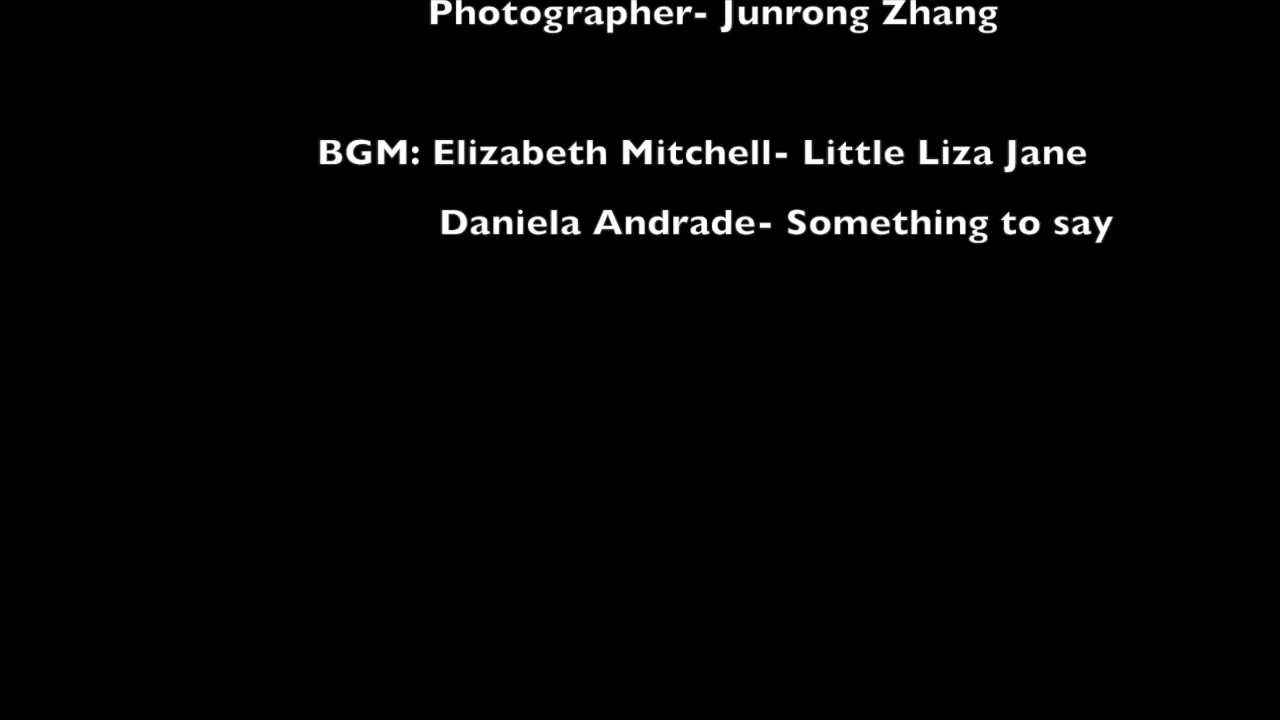 Photographer- Junrong Zhang
BGM: Elizabeth Mitchell- Little Liza Jane
Daniela Andrade- Something to say